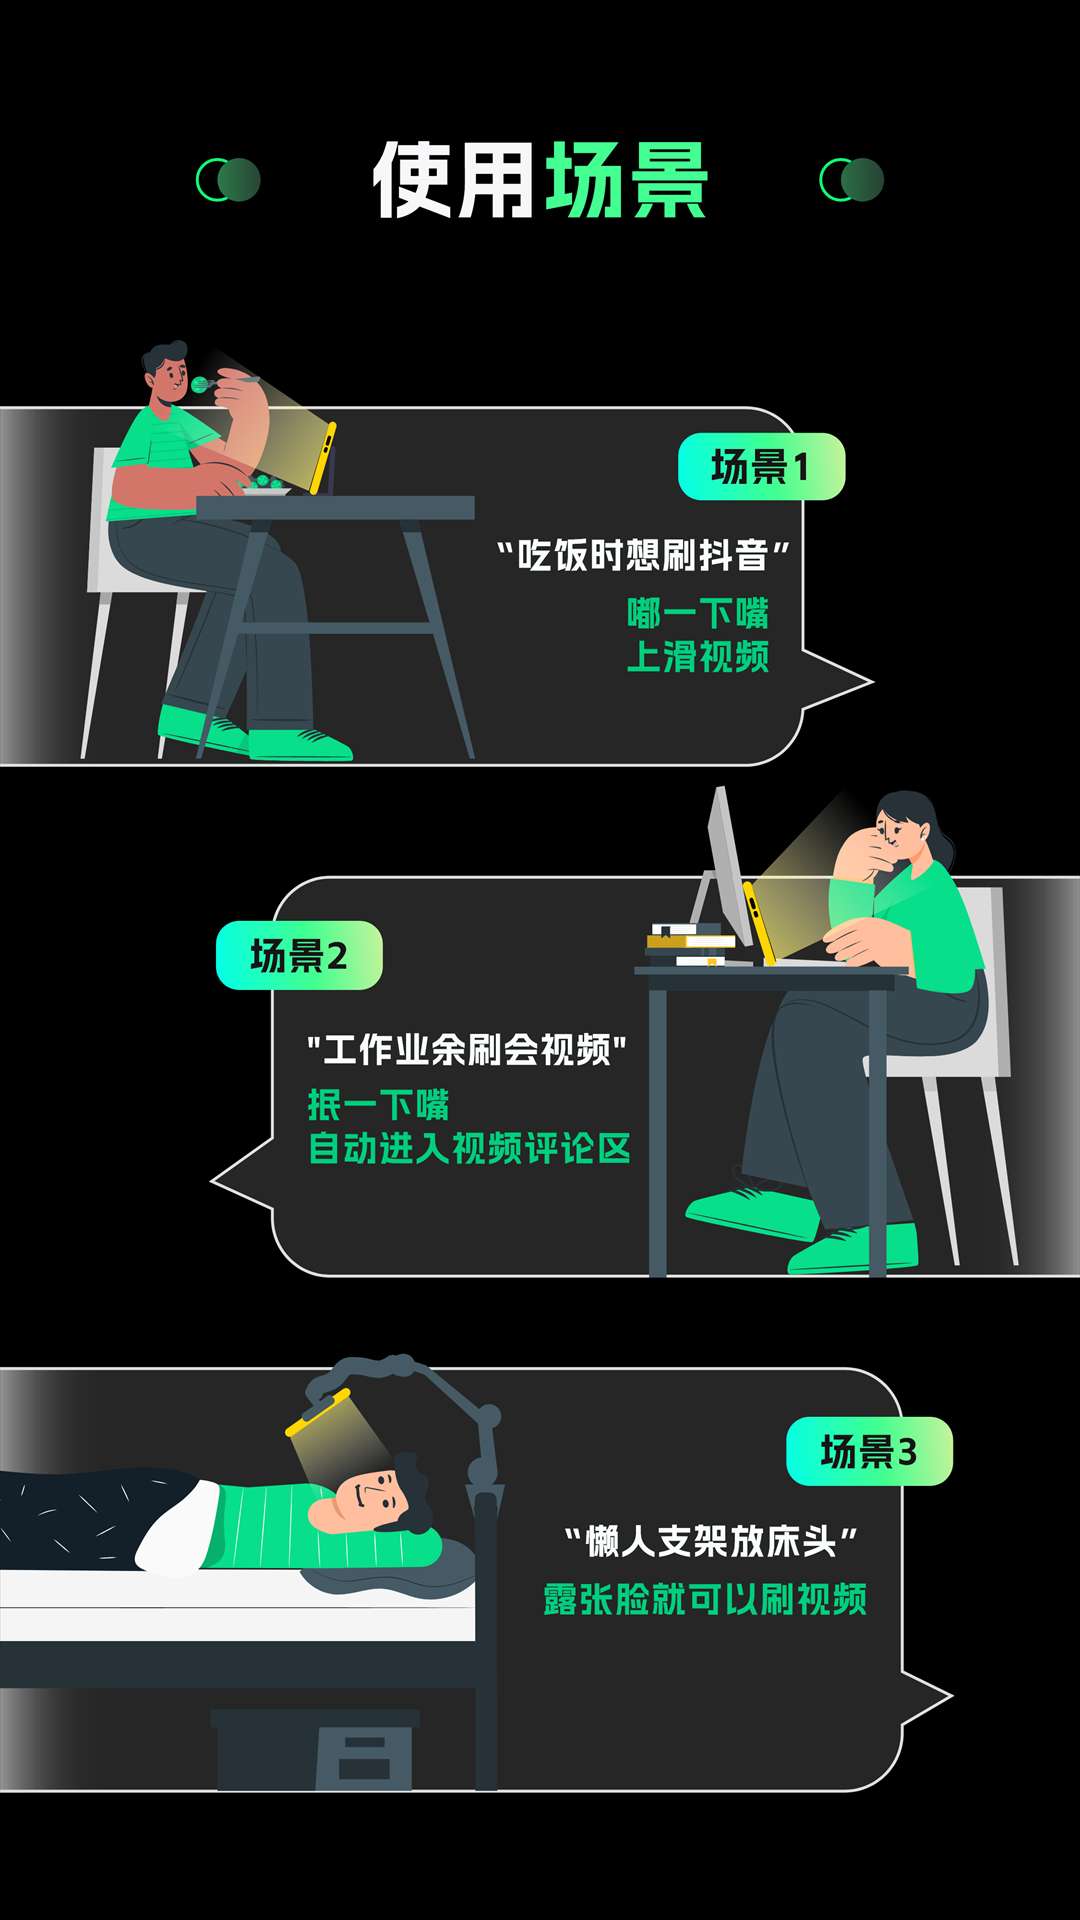 使用场景
场景1
“吃饭时想刷抖音”
嘟一下嘴
上滑视频
场景2
"工作业余刷会视频"
抿一下嘴
自动进入视频评论区
场景3
“懒人支架放床头”
露张脸就可以刷视频